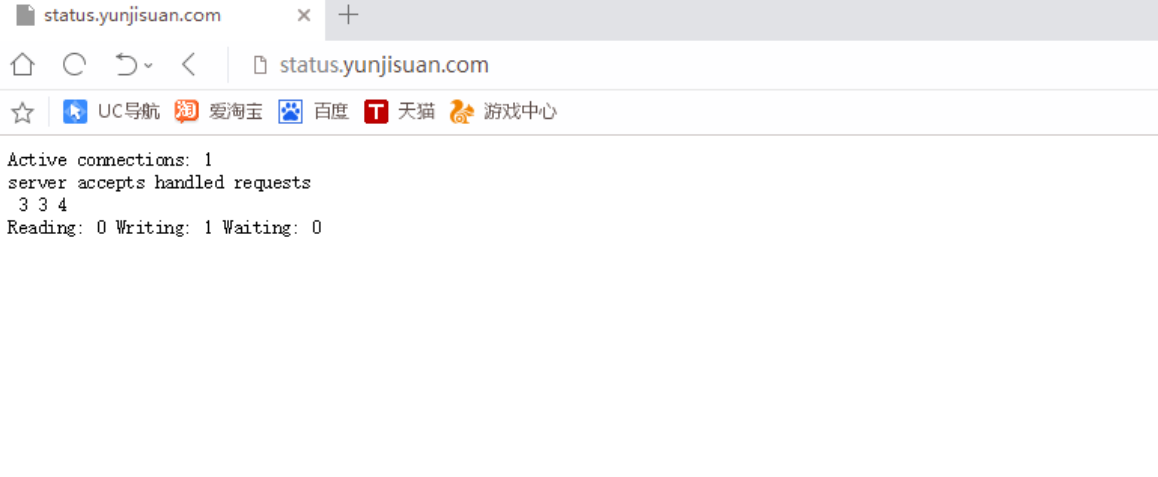 status.yunjisuan.com
status.yunjisuan.com
UC导航 淘 爱淘宝 百度 T 天猫 游戏中心
Active connections: 1
server accepts handled requests
3 3 4
Reading: 0 Writing: 1 Waiting: 0